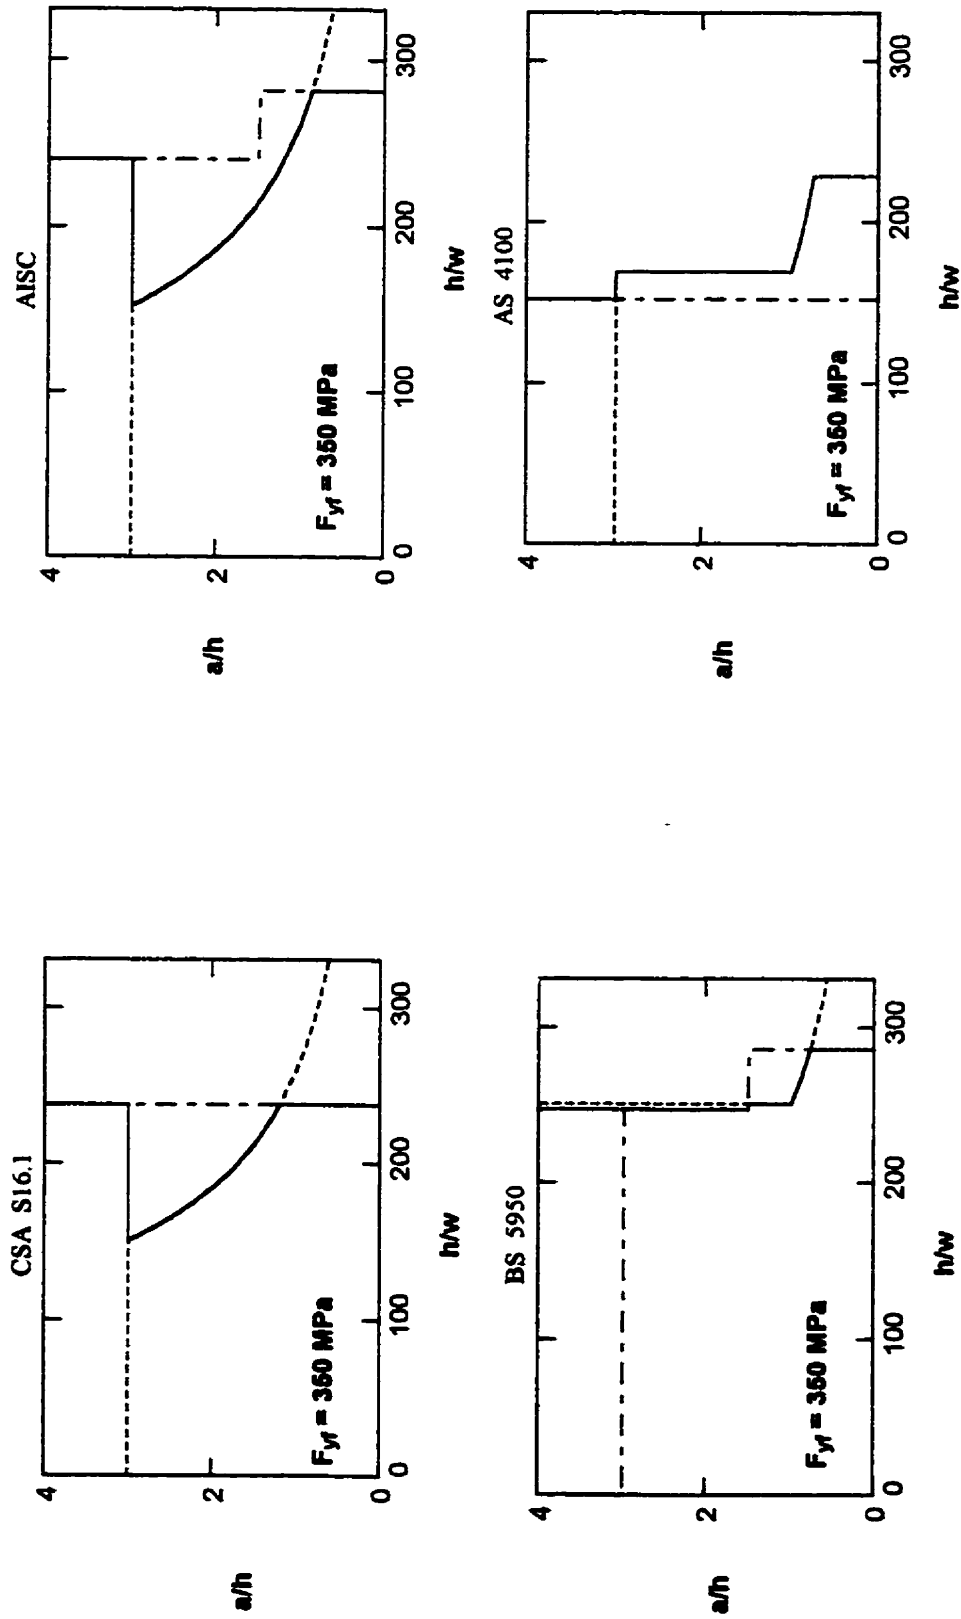 CSA S16.1
4
2
0
a/h
0
100
200
300
h/w
Fyf = 350 MPa
AISC
4
2
0
a/h
0
100
200
300
h/w
Fyf = 350 MPa
BS 5950
4
2
0
a/h
0
100
200
300
h/w
Fyf = 350 MPa
AS 4100
4
2
0
a/h
0
100
200
300
h/w
Fyf = 350 MPa